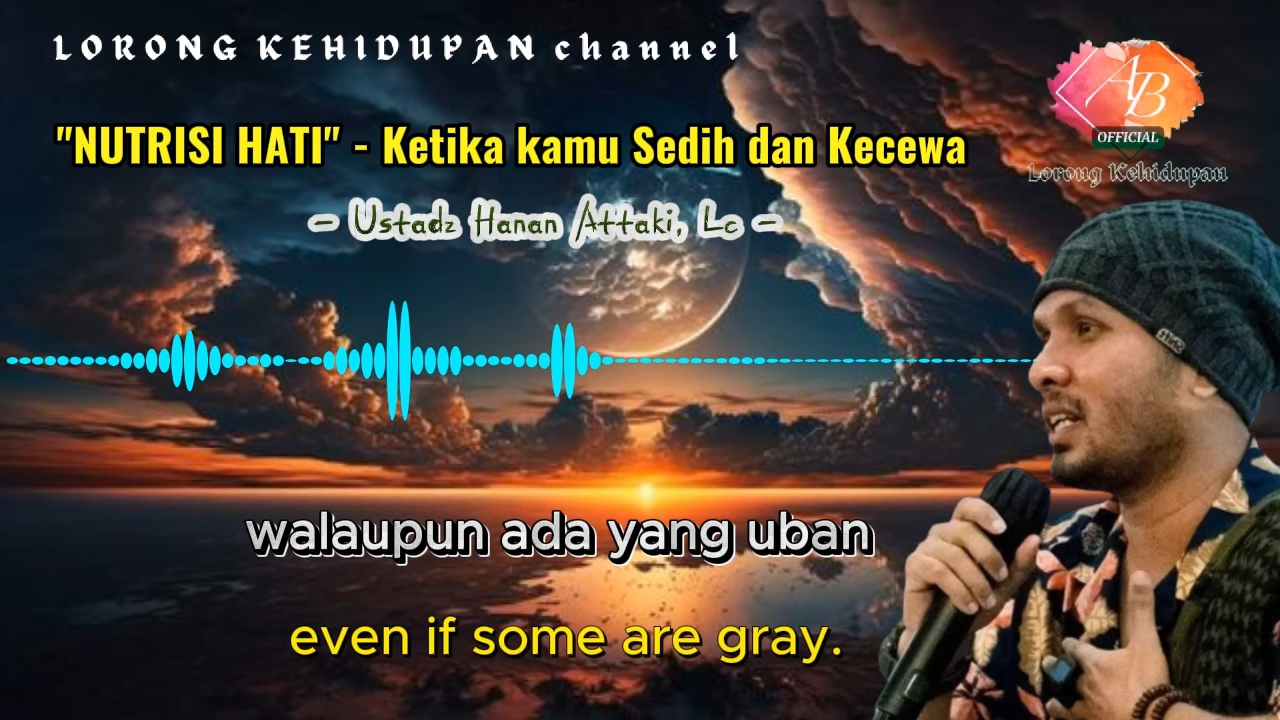 LORONG KEHIDUPAN channel
AB
OFFICIAL
Lorong Kehidupan
"NUTRISI HATI" - Ketika kamu Sedih dan Kecewa
- Ustadz Hanan Attaki, Lc -
walaupun ada yang uban
even if some are gray.